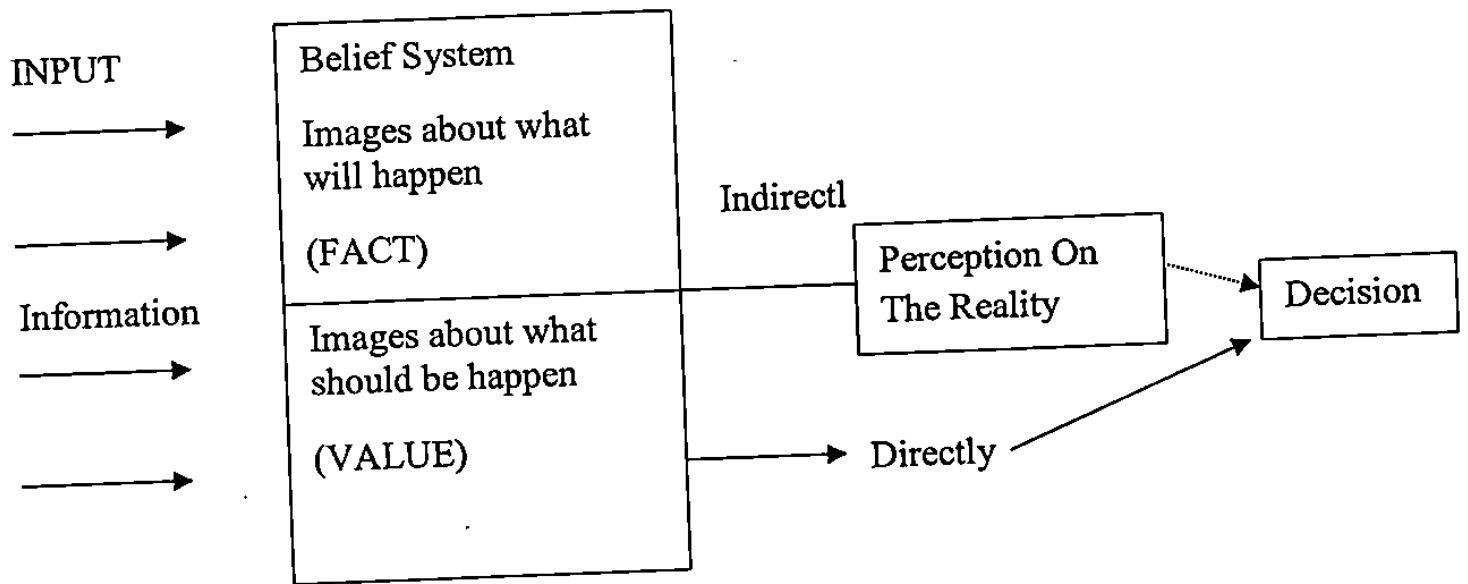 INPUT
Information
Belief System
Images about what
will happen
(FACT)
Images about what
should be happen
(VALUE)
Indirectl
Perception On
The Reality
Directly
Decision